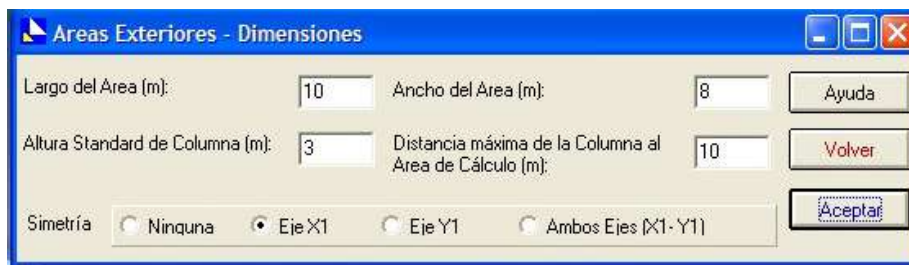 Areas Exteriores - Dimensiones
Largo del Area (m): 10 Ancho del Area (m): 8 Ayuda
Altura Standard de Columna (m): 3 Distancia máxima de la Columna al
Area de Cálculo (m): 10 Volver
Simetría Ninguna Eje X1 Eje Y1 Ambos Ejes (X1-Y1) Aceptar